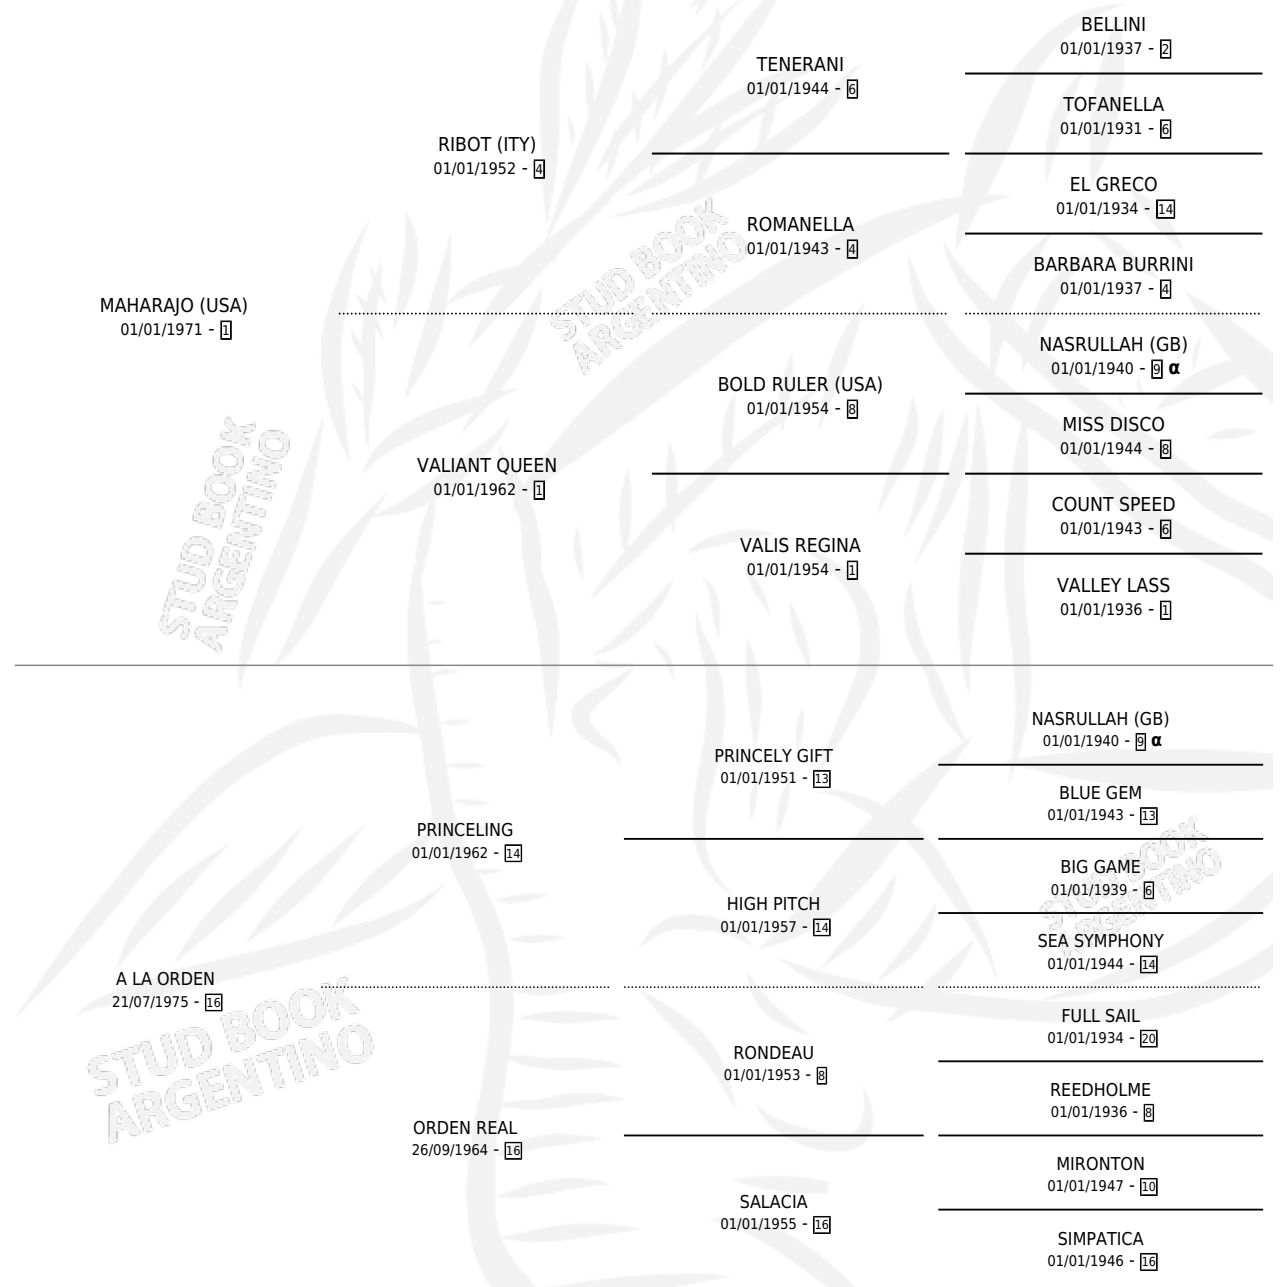 BELLINI
01/01/1937 - 2
TENERANI
01/01/1944 - 6
TOFANELLA
01/01/1931 - 6
RIBOT (ITY)
01/01/1952 - 4
EL GRECO
01/01/1934 - 14
ROMANELLA
01/01/1943 - 4
BARBARA BURRINI
01/01/1937 - 4
MAHARAJO (USA)
01/01/1971 - 1
NASRULLAH (GB)
01/01/1940 - 9 α
BOLD RULER (USA)
01/01/1954 - 8
MISS DISCO
01/01/1944 - 8
VALIANT QUEEN
01/01/1962 - 1
COUNT SPEED
01/01/1943 - 6
VALIS REGINA
01/01/1954 - 1
VALLEY LASS
01/01/1936 - 1
NASRULLAH (GB)
01/01/1940 - 9 α
PRINCELY GIFT
01/01/1951 - 13
BLUE GEM
01/01/1943 - 13
PRINCELING
01/01/1962 - 14
BIG GAME
01/01/1939 - 6
HIGH PITCH
01/01/1957 - 14
SEA SYMPHONY
01/01/1944 - 14
A LA ORDEN
21/07/1975 - 16
FULL SAIL
01/01/1934 - 20
RONDEAU
01/01/1953 - 8
REEDHOLME
01/01/1936 - 8
ORDEN REAL
26/09/1964 - 16
MIRONTON
01/01/1947 - 10
SALACIA
01/01/1955 - 16
SIMPATICA
01/01/1946 - 16
STUD BOOK
ARGENTINO
STUD BOOK
ARGENTINO
STUD BOOK
ARGENTINO
STUD BOOK
ARGENTINO